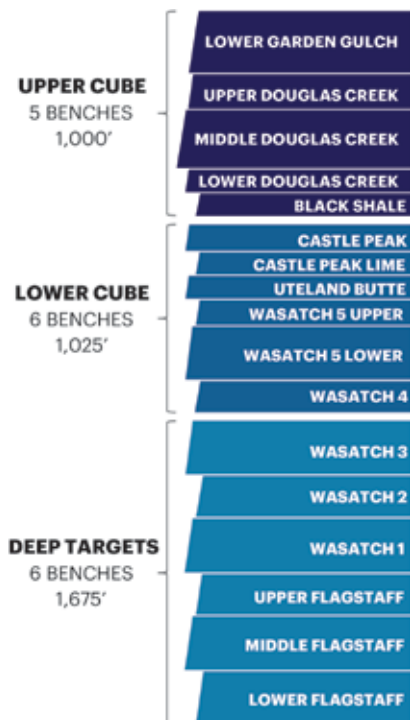 UPPER CUBE
5 BENCHES
1,000’
LOWER GARDEN GULCH
UPPER DOUGLAS CREEK
MIDDLE DOUGLAS CREEK
LOWER DOUGLAS CREEK
BLACK SHALE
LOWER CUBE
6 BENCHES
1,025’
CASTLE PEAK
CASTLE PEAK LIME
UTELAND BUTTE
WASATCH 5 UPPER
WASATCH 5 LOWER
WASATCH 4
DEEP TARGETS
6 BENCHES
1,675’
WASATCH 3
WASATCH 2
WASATCH 1
UPPER FLAGSTAFF
MIDDLE FLAGSTAFF
LOWER FLAGSTAFF